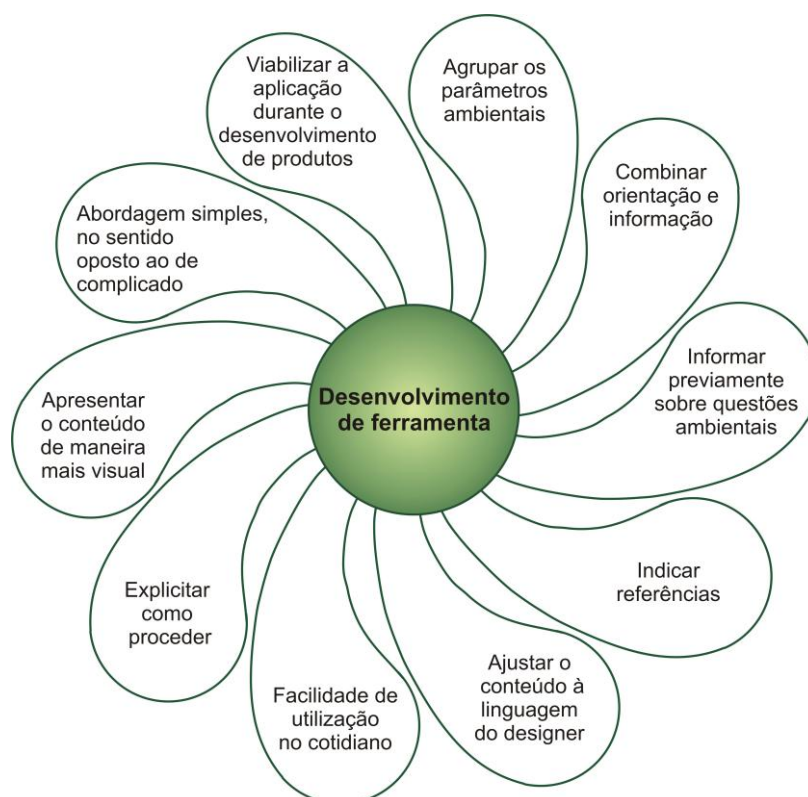 Viabilizar a
aplicação
durante o
desenvolvimento
de produtos
Agrupar os
parâmetros
ambientais
Combinar
orientação e
informação
Informar
previamente
sobre questões
ambientais
Indicar
referências
Ajustar o
conteúdo à
linguagem
do designer
Facilidade de
utilização
no cotidiano
Explicitar
como
proceder
Apresentar
o conteúdo
de maneira
mais visual
Abordagem simples,
no sentido
oposto ao de
complicado
Desenvolvimento
de ferramenta